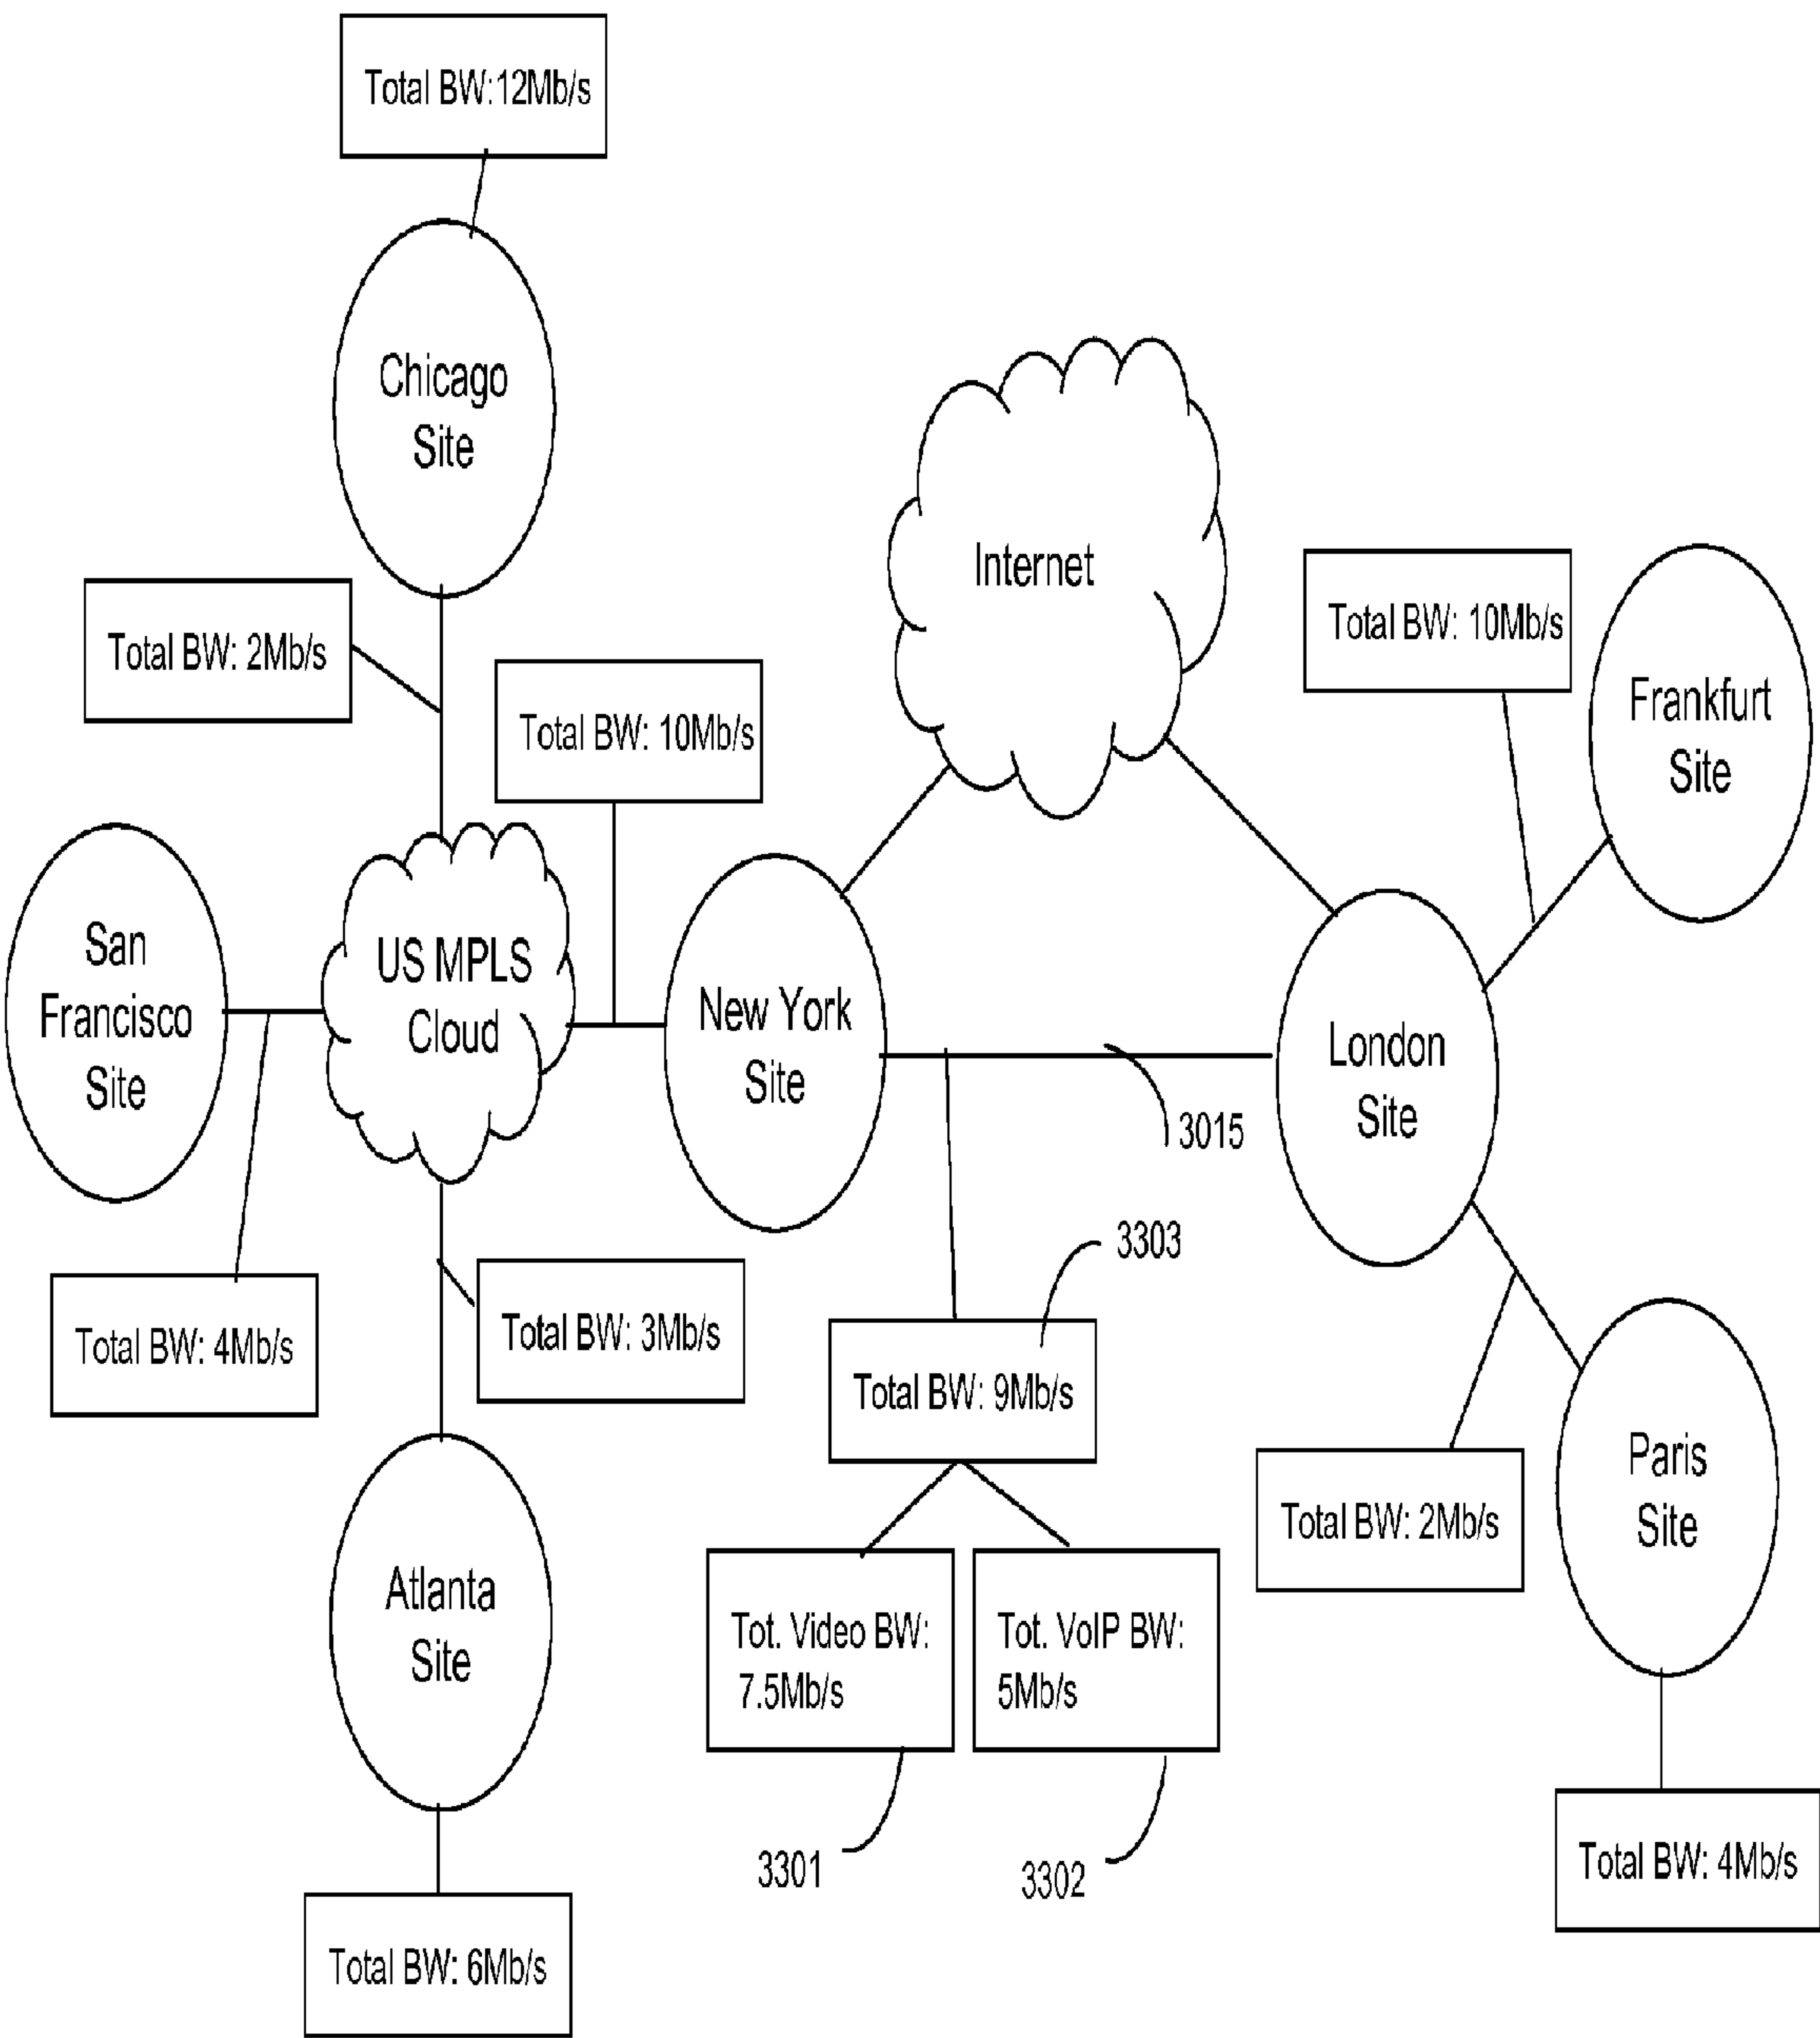 Total BW:12Mb/s
Chicago
Site
Internet
Total BW: 10Mb/s
Total BW: 2Mb/s
Total BW: 10Mb/s
Frankfurt
Site
San
Francisco
Site
US MPLS
Cloud
New York
Site
London
Site
3015
3303
Total BW: 4Mb/s
Total BW: 3Mb/s
Total BW: 9Mb/s
Paris
Site
Total BW: 2Mb/s
Atlanta
Site
Tot. Video BW:
7.5Mb/s
Tot. VoIP BW:
5Mb/s
3301
3302
Total BW: 4Mb/s
Total BW: 6Mb/s